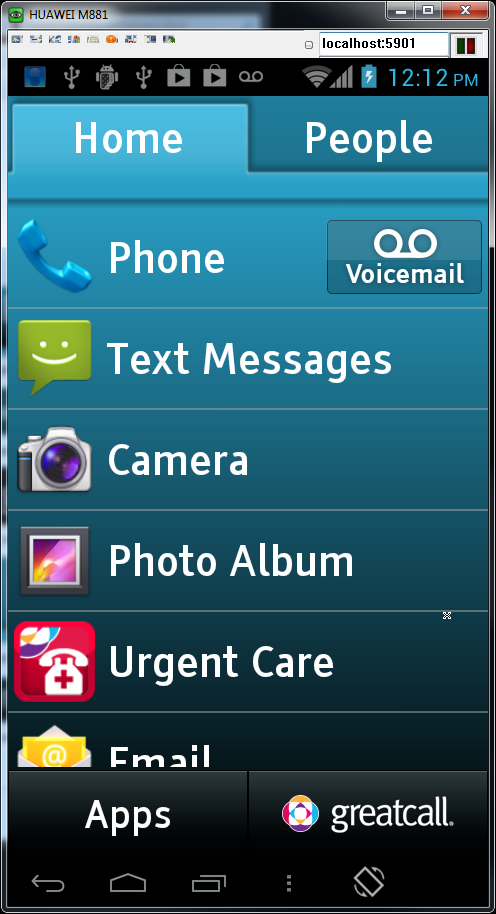 HUAWEI M881
localhost:5901
12:12 PM
Home People
Phone
Voicemail
Text Messages
Camera
Photo Album
Urgent Care
Email
Apps
greatcall.